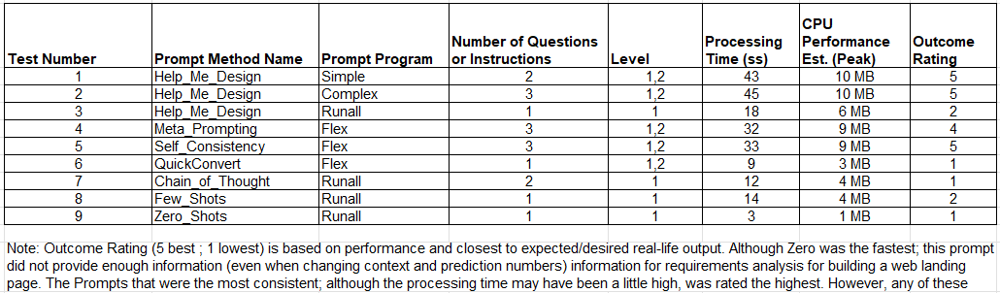 CPU
Number of Questions Processing Performance Outcome
Test Number Prompt Method Name Prompt Program or Instructions Level Time (ss) Est. (Peak) Rating
1 Help_Me_Design Simple 2 1,2 43 10 MB 5
2 Help_Me_Design Complex 3 1,2 45 10 MB 5
3 Help_Me_Design Runall 1 1 18 6 MB 2
4 Meta_Prompting Flex 3 1,2 32 9 MB 4
5 Self_Consistency Flex 3 1,2 33 9 MB 5
6 QuickConvert Flex 1 1,2 9 3 MB 1
7 Chain_of_Thought Runall 2 1 12 4 MB 1
8 Few_Shots Runall 1 1 14 4 MB 2
9 Zero_Shots Runall 1 1 3 1 MB 1
Note: Outcome Rating (5 best ; 1 lowest) is based on performance and closest to expected/desired real-life output. Although Zero was the fastest; this prompt
did not provide enough information (even when changing context and prediction numbers) information for requirements analysis for building a web landing
page. The Prompts that were the most consistent; although the processing time may have been a little high, was rated the highest. However, any of these